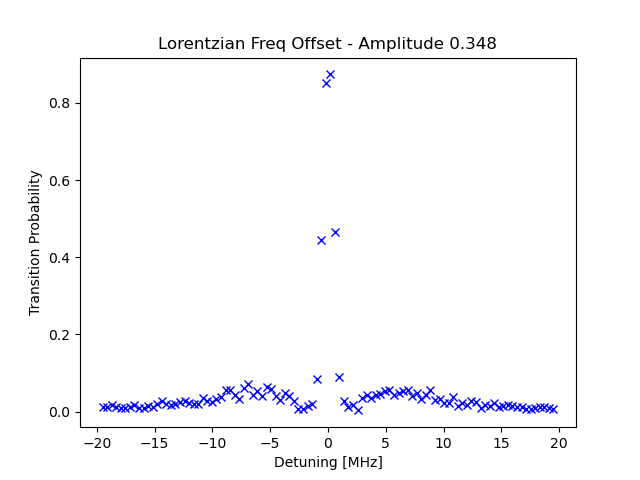 Lorentzian Freq Offset - Amplitude 0.348
Transition Probability
0.8
0.6
0.4
0.2
0.0
−20 −15 −10 −5 0 5 10 15 20
Detuning [MHz]